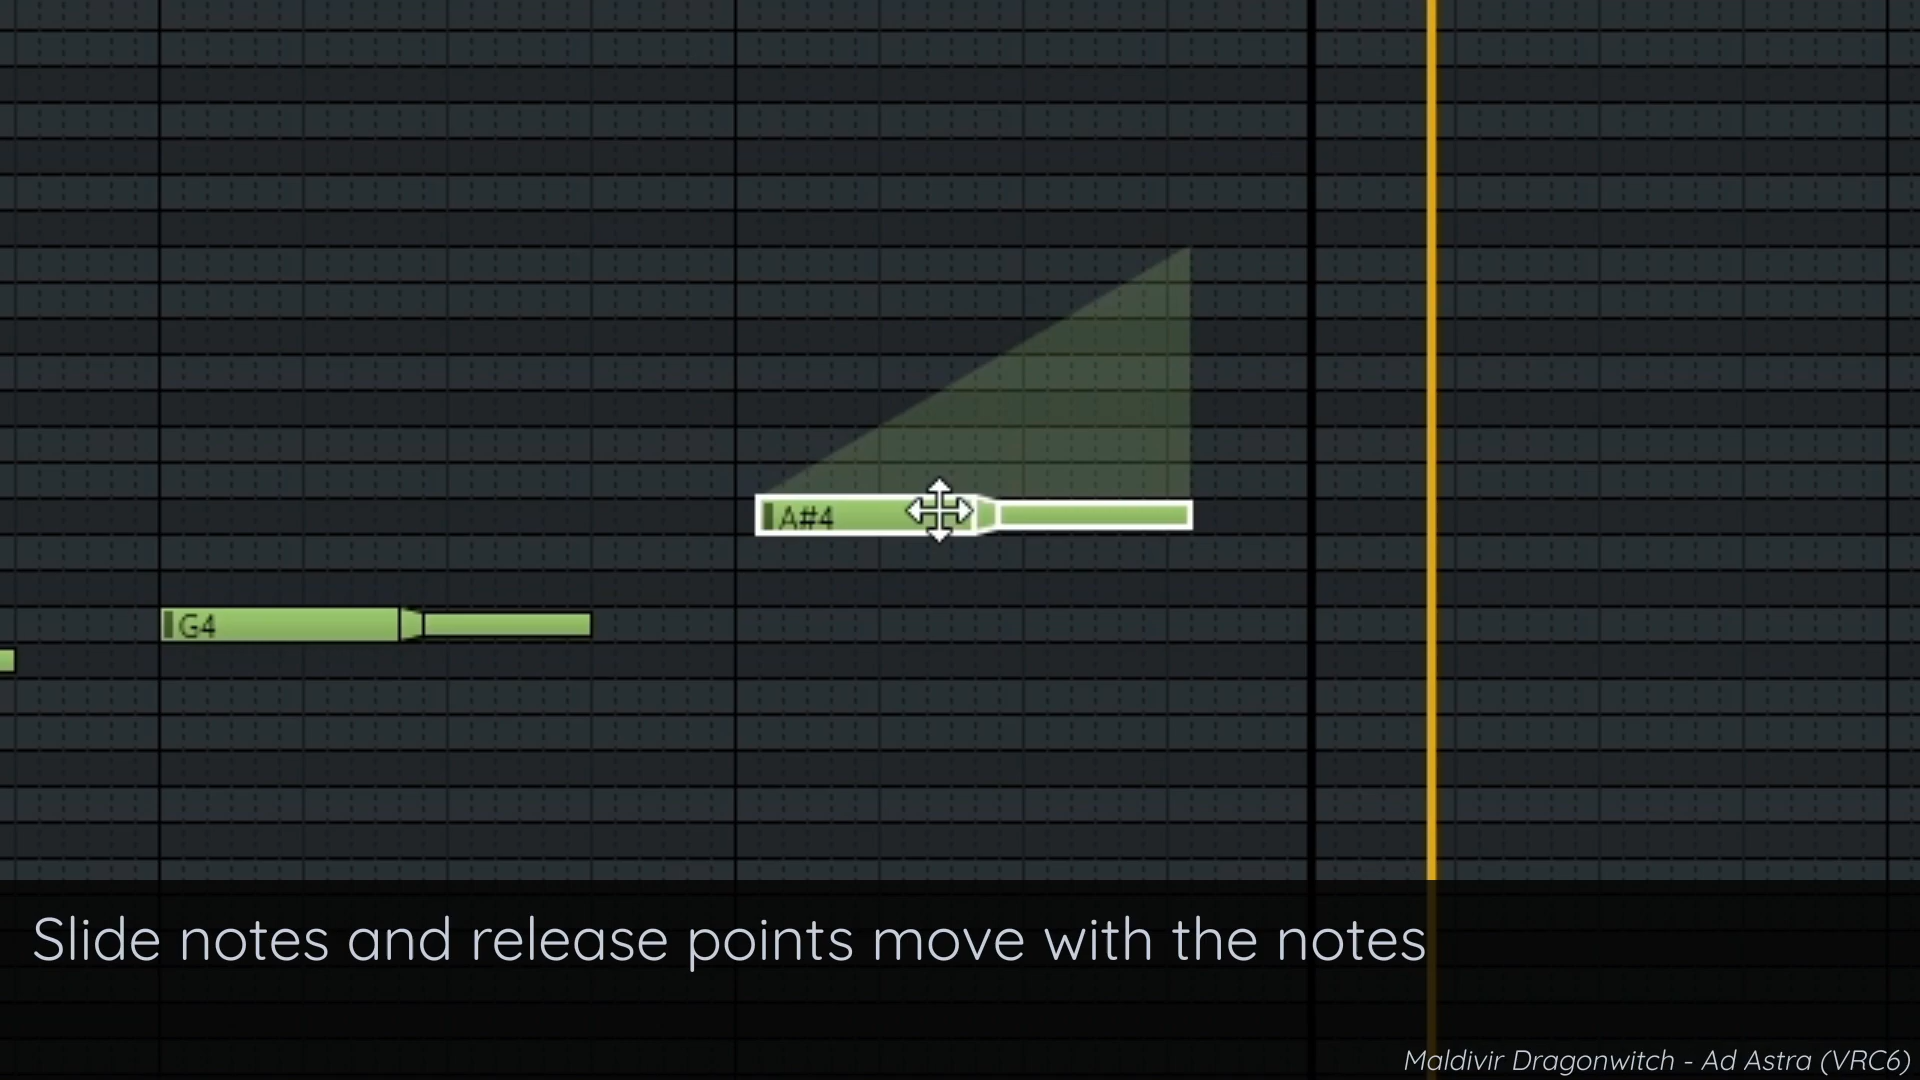 A#4
G4
Slide notes and release points move with the notes
Maldivir Dragonwitch - Ad Astra (VRC6)